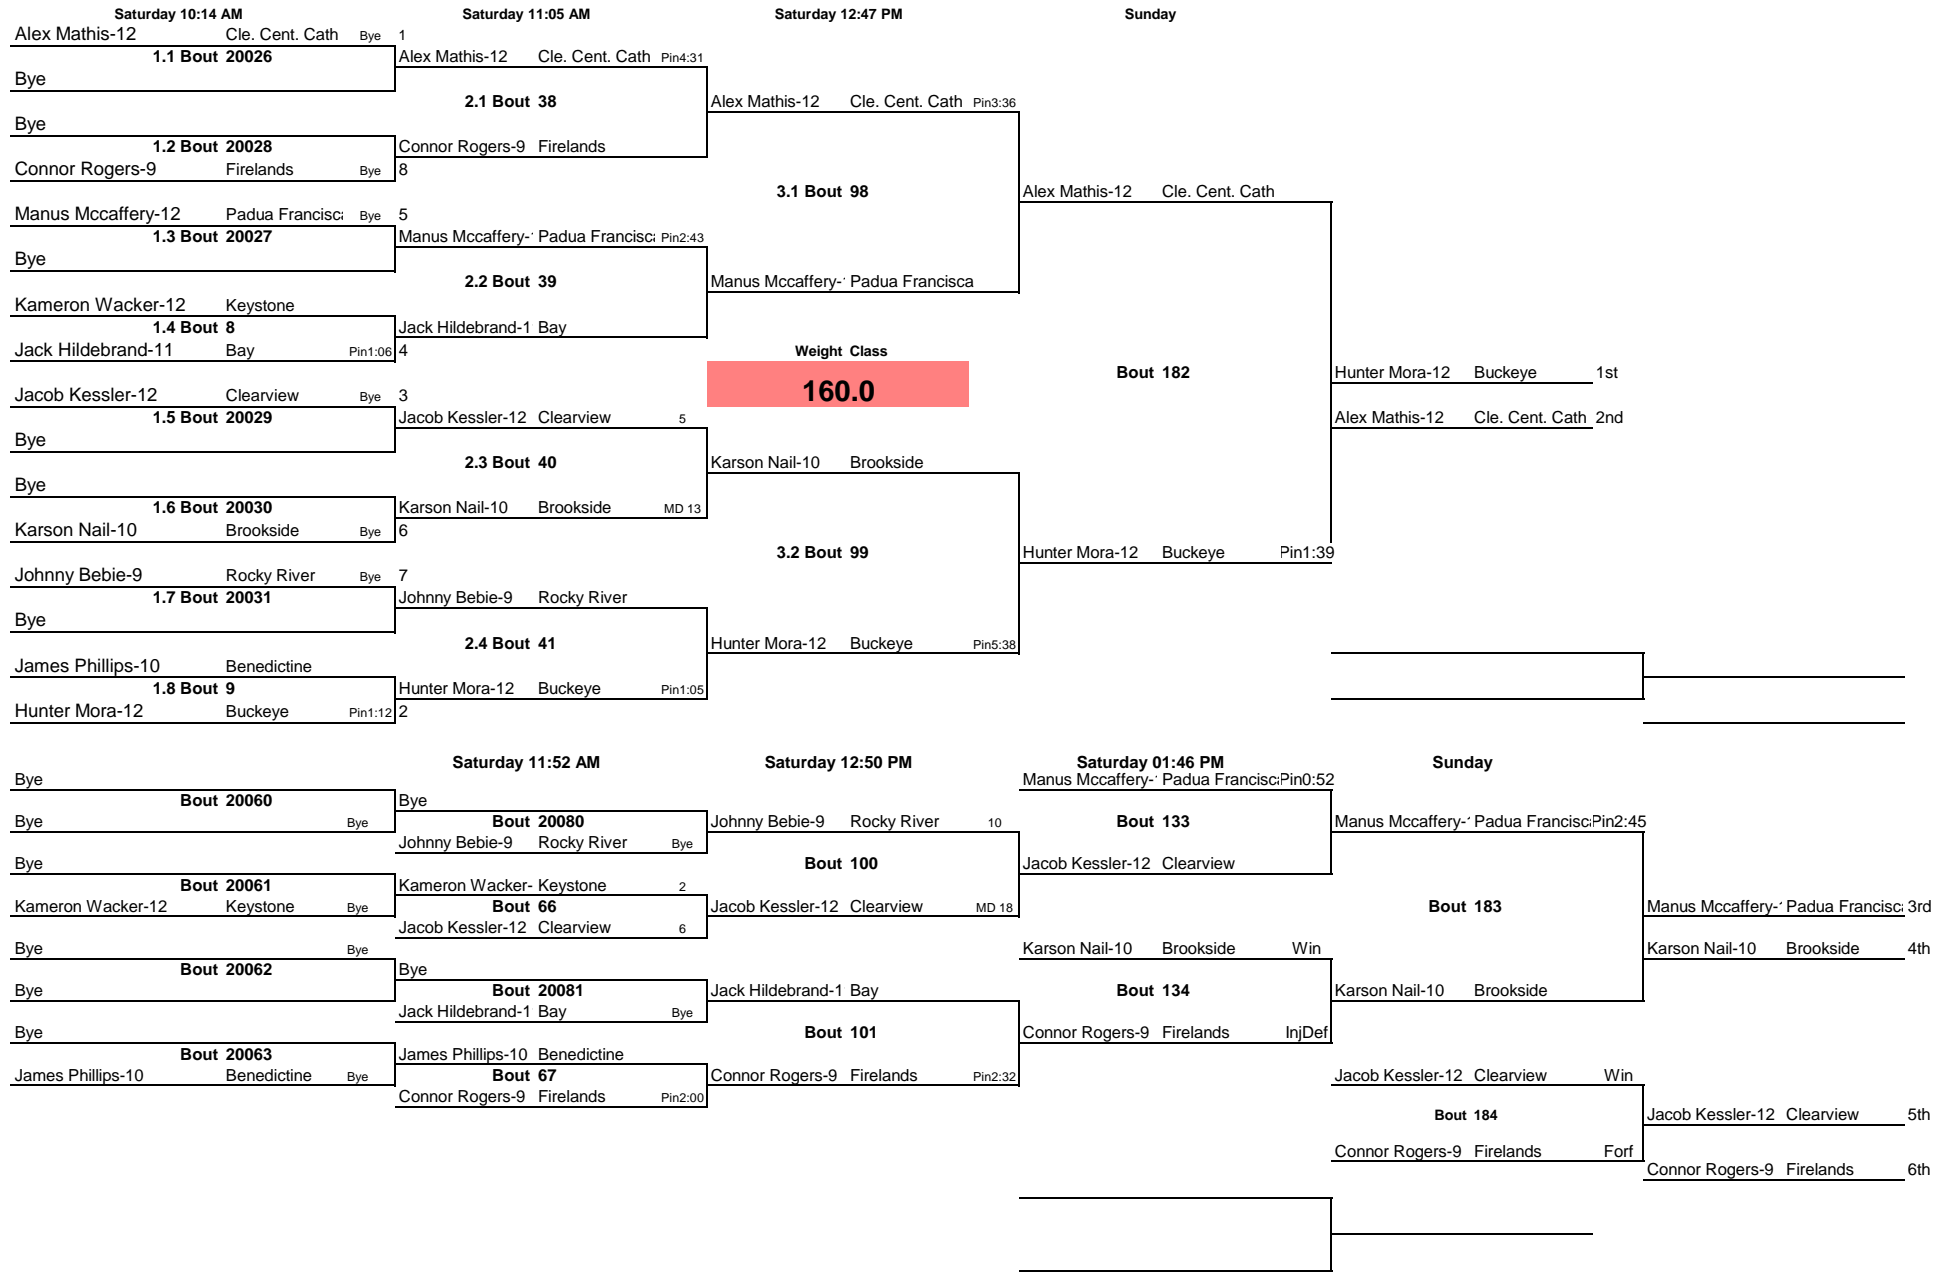 Saturday 10:14 AM Saturday 11:05 AM Saturday 12:47 PM Sunday
Alex Mathis-12 Cle. Cent. Cath Bye 1
1.1 Bout 20026 Alex Mathis-12 Cle. Cent. Cath Pin4:31
Bye
2.1 Bout 38 Alex Mathis-12 Cle. Cent. Cath Pin3:36
Bye
1.2 Bout 20028 Connor Rogers-9 Firelands
Connor Rogers-9 Firelands Bye 8
3.1 Bout 98 Alex Mathis-12 Cle. Cent. Cath
Manus Mccaffery-12 Padua Francisc Bye 5
1.3 Bout 20027 Manus Mccaffery- Padua Francisc Pin2:43
Bye
2.2 Bout 39 Manus Mccaffery- Padua Francisca
Kameron Wacker-12 Keystone
1.4 Bout 8 Jack Hildebrand-1 Bay
Jack Hildebrand-11 Bay Pin1:06 4 Weight Class
Bout 182 Hunter Mora-12 Buckeye 1st
Jacob Kessler-12 Clearview Bye 3 160.0
1.5 Bout 20029 Jacob Kessler-12 Clearview 5 Alex Mathis-12 Cle. Cent. Cath 2nd
Bye
2.3 Bout 40 Karson Nail-10 Brookside
Bye
1.6 Bout 20030 Karson Nail-10 Brookside MD 13
Karson Nail-10 Brookside Bye 6
3.2 Bout 99 Hunter Mora-12 Buckeye Pin1:39
Johnny Bebie-9 Rocky River Bye 7
1.7 Bout 20031 Johnny Bebie-9 Rocky River
Bye
2.4 Bout 41 Hunter Mora-12 Buckeye Pin5:38
James Phillips-10 Benedictine
1.8 Bout 9 Hunter Mora-12 Buckeye Pin1:05
Hunter Mora-12 Buckeye Pin1:12 2
Saturday 11:52 AM Saturday 12:50 PM Saturday 01:46 PM Sunday
Bye Manus Mccaffery- Padua Francisc Pin0:52
Bout 20060 Bye
Bye Bye Bout 20080 Johnny Bebie-9 Rocky River 10 Bout 133 Manus Mccaffery- Padua Francisc Pin2:45
Johnny Bebie-9 Rocky River Bye
Bye Bout 100 Jacob Kessler-12 Clearview
Bout 20061 Kameron Wacker- Keystone 2
Kameron Wacker-12 Keystone Bye Bout 66 Jacob Kessler-12 Clearview MD 18 Bout 183 Manus Mccaffery- Padua Francisc 3rd
Jacob Kessler-12 Clearview 6
Bye Bye Karson Nail-10 Brookside Win Karson Nail-10 Brookside 4th
Bout 20062 Bye
Bye Bout 20081 Jack Hildebrand-1 Bay Bout 134 Karson Nail-10 Brookside
Jack Hildebrand-1 Bay Bye
Bye Bout 101 Connor Rogers-9 Firelands InjDef
Bout 20063 James Phillips-10 Benedictine
James Phillips-10 Benedictine Bye Bout 67 Connor Rogers-9 Firelands Pin2:32 Jacob Kessler-12 Clearview Win
Connor Rogers-9 Firelands Pin2:00
Bout 184 Jacob Kessler-12 Clearview 5th
Connor Rogers-9 Firelands Forf
Connor Rogers-9 Firelands 6th